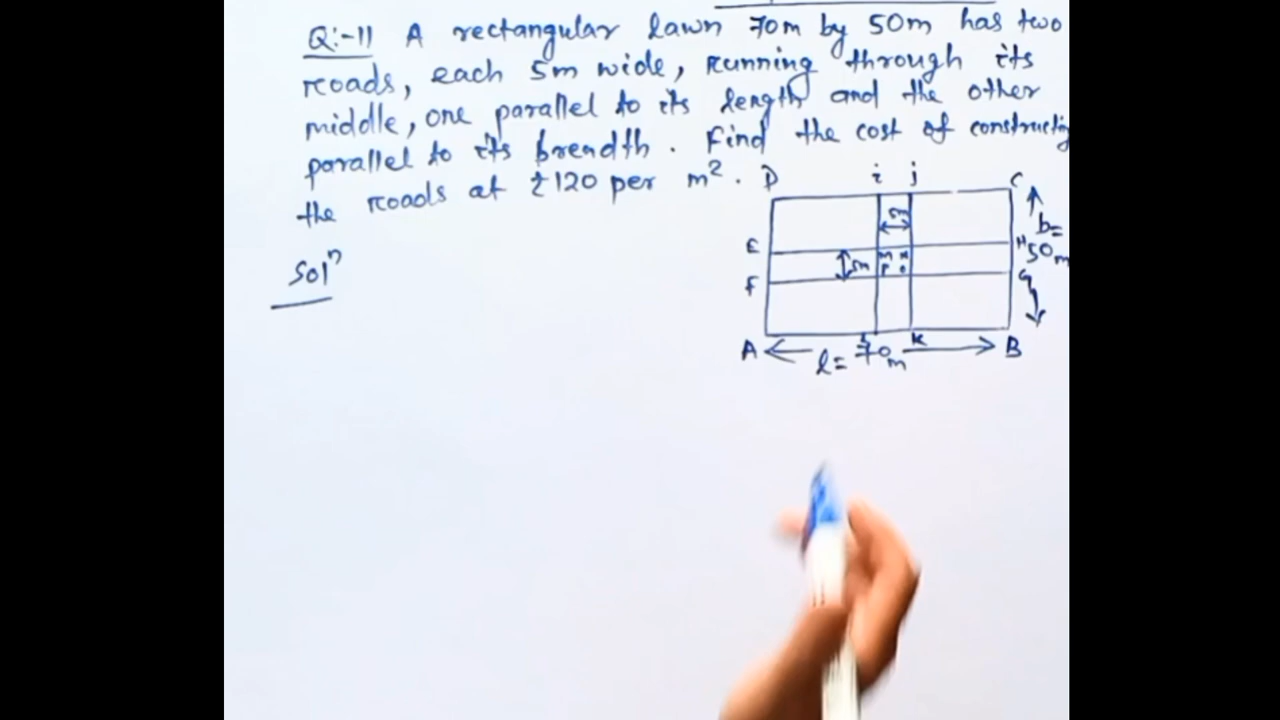 Q:-11 A rectangular lawn 70m by 50m has two
roads, each 5m wide, running through its
middle, one parallel to its length and the other
parallel to its breadth. Find the cost of constructing
the roads at ₹120 per m². D i j C
b=
E 5m H 50m
5m m n
F P o G
Solⁿ
A l= 70m K B